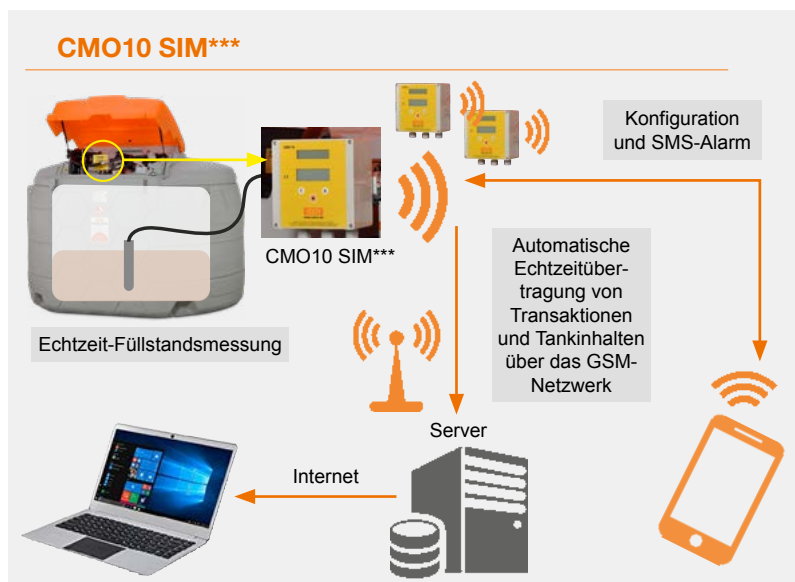 CMO10 SIM***
Konfiguration
und SMS-Alarm
CMO10 SIM***
Echtzeit-Füllstandsmessung
Automatische
Echtzeitüber-
tragung von
Transaktionen
und Tankinhalten
über das GSM-
Netzwerk
Server
Internet